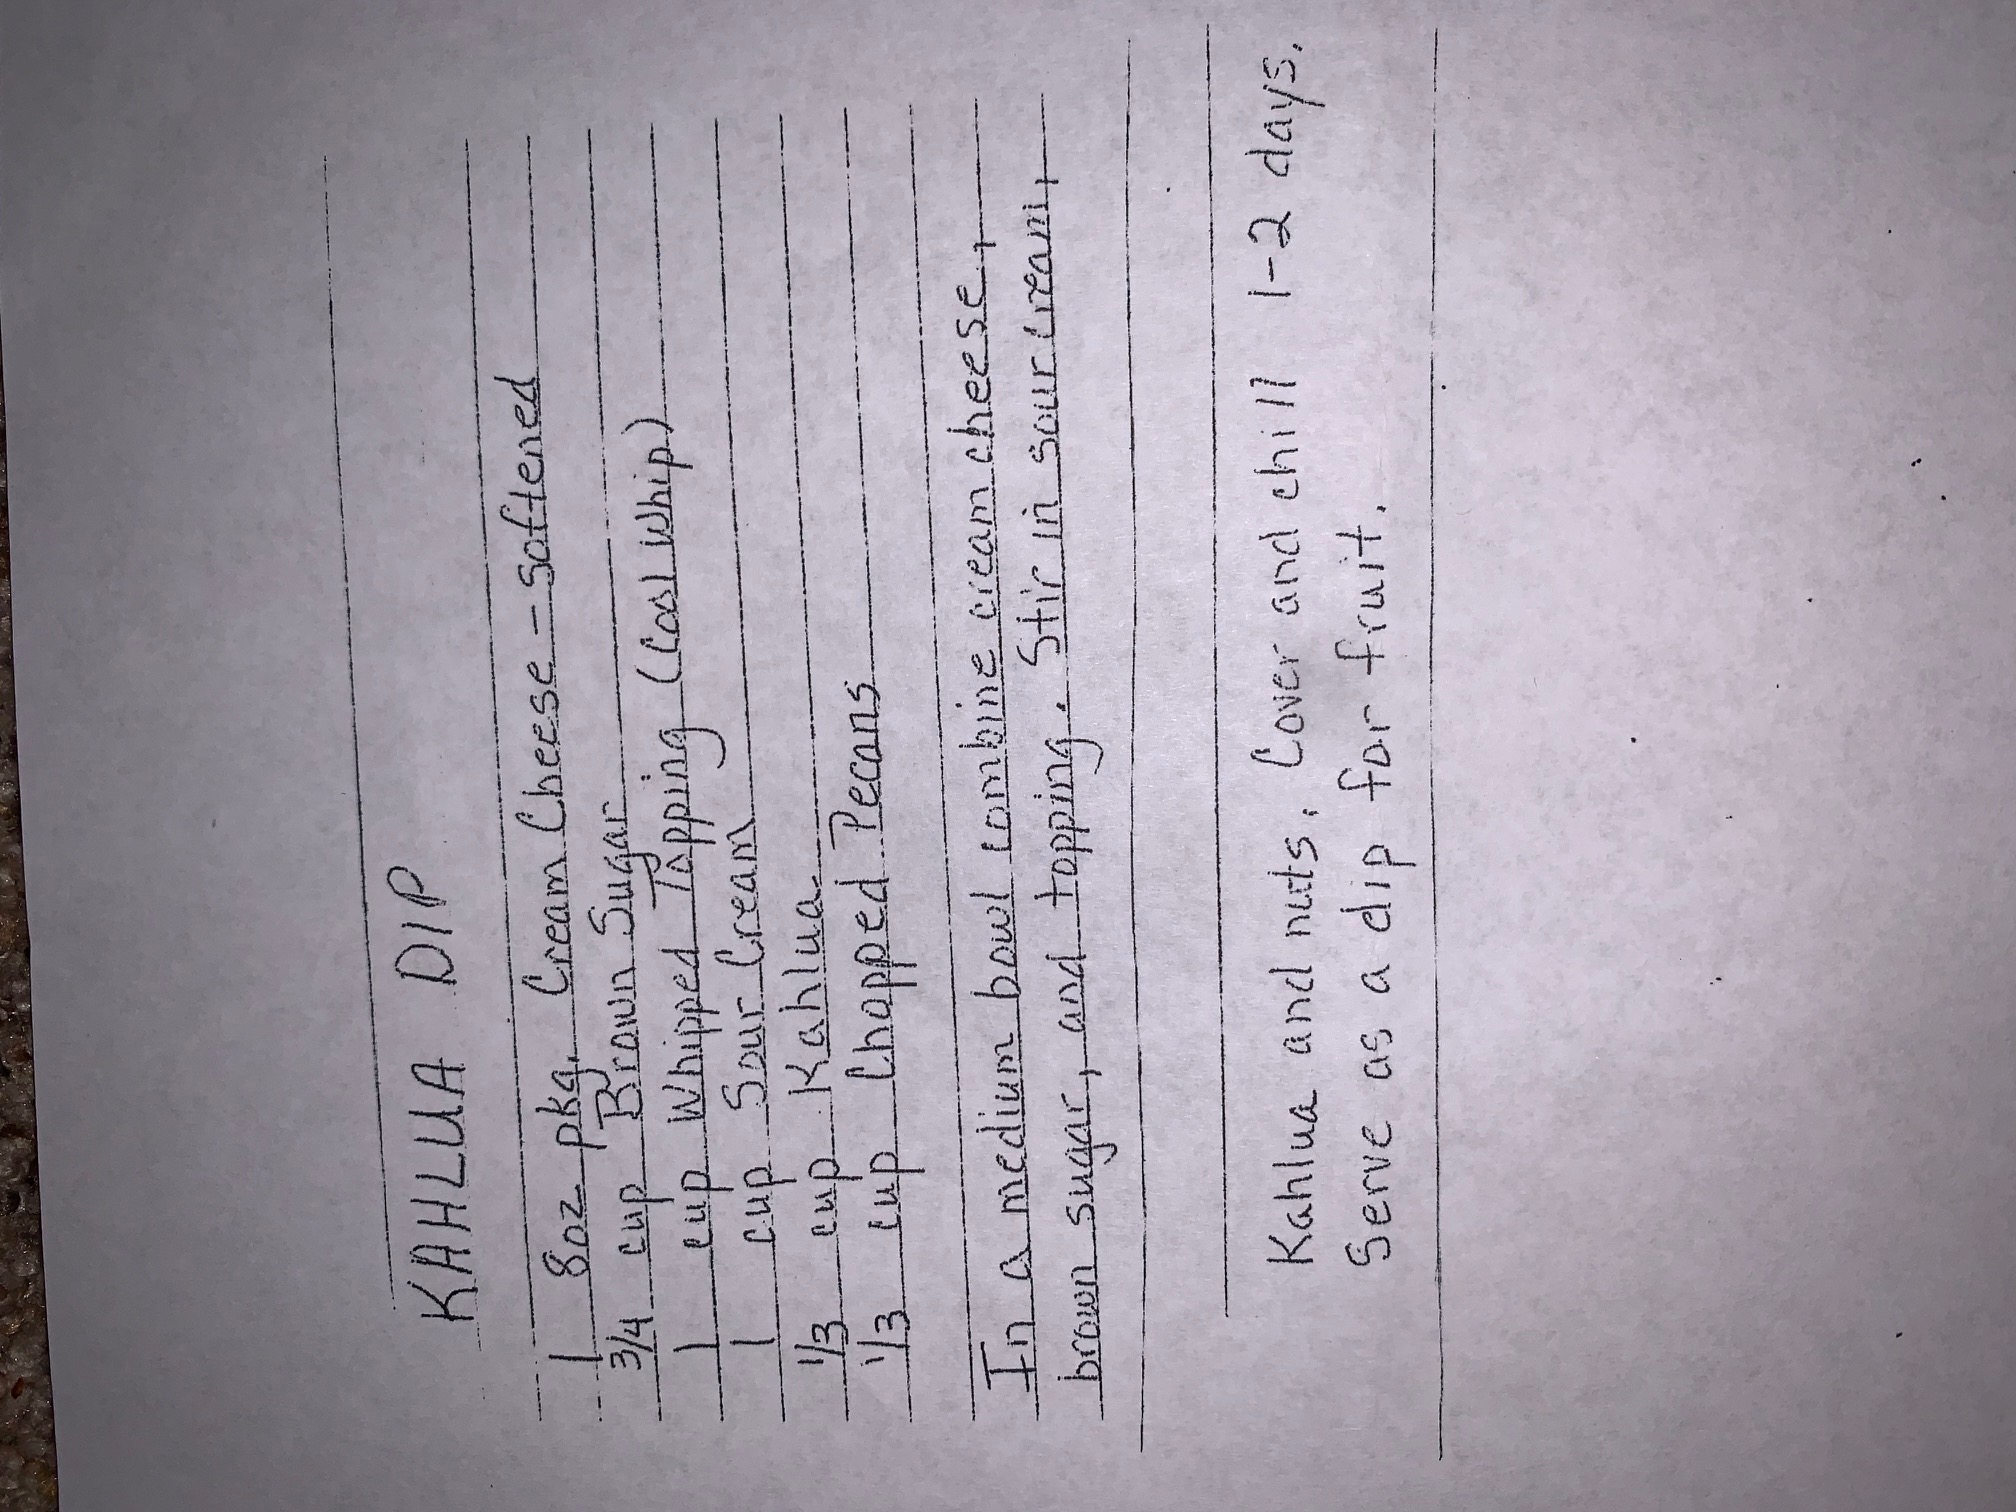 KAHLUA DIP
1 8oz pkg. Cream Cheese - softened
3/4 cup Brown Sugar
1 cup Whipped Topping (Cool Whip)
1 cup Sour Cream
1/3 cup Kahlua
1/3 cup Chopped Pecans
In a medium bowl combine cream cheese,
brown sugar, and topping. Stir in sour cream,
Kahlua and nuts. Cover and chill 1-2 days.
Serve as a dip for fruit.